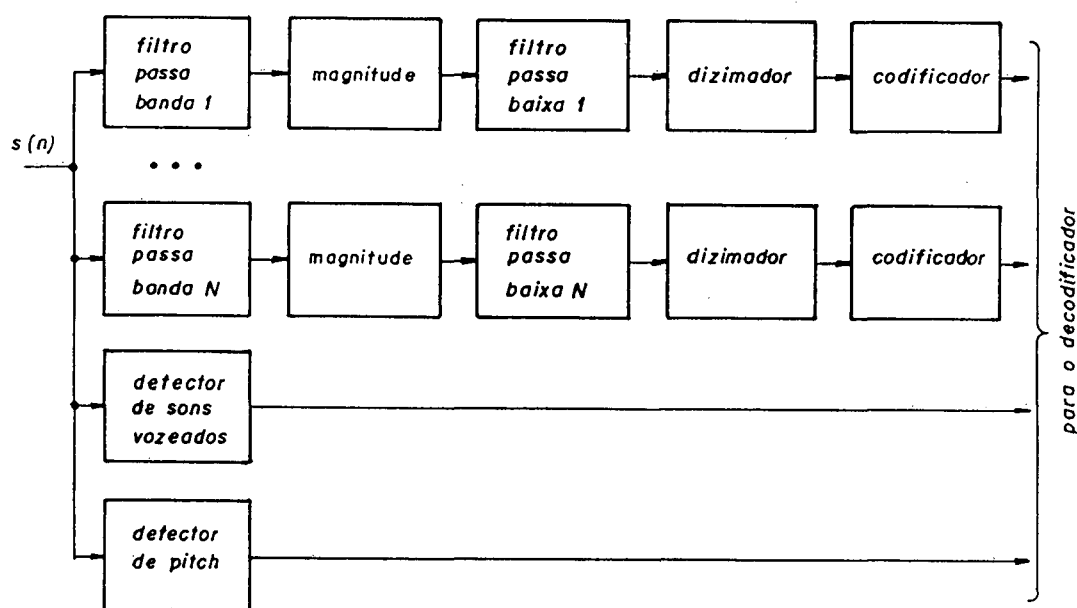 filtro
passa
banda 1
magnitude
filtro
passa
baixa 1
dizimador
codificador
s(n)
• • •
filtro
passa
banda N
magnitude
filtro
passa
baixa N
dizimador
codificador
detector
de sons
vozeados
detector
de pitch
para o decodificador